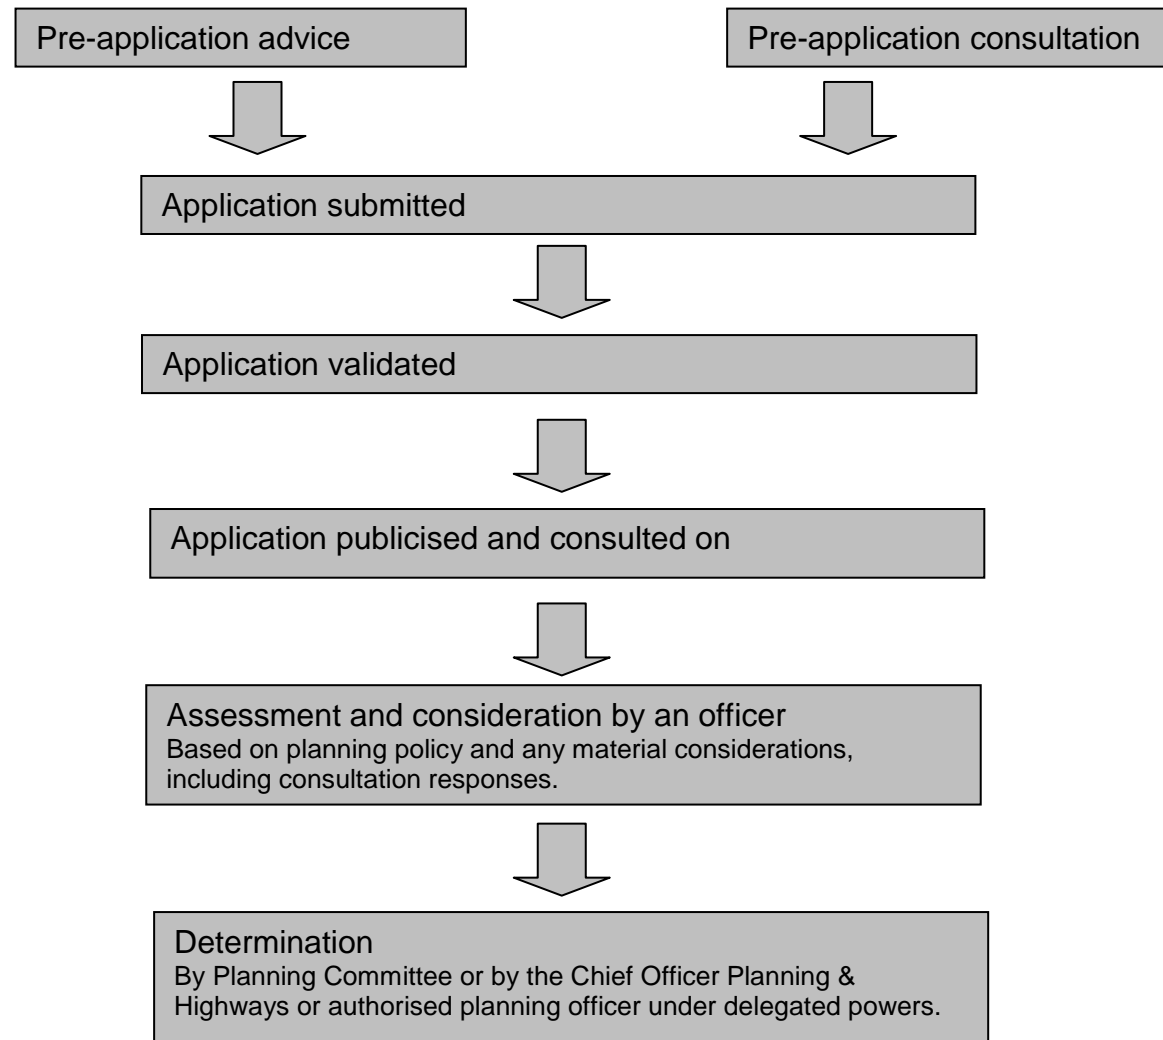 Pre-application advice
Pre-application consultation
Application submitted
Application validated
Application publicised and consulted on
Assessment and consideration by an officer
Based on planning policy and any material considerations,
including consultation responses.
Determination
By Planning Committee or by the Chief Officer Planning &
Highways or authorised planning officer under delegated powers.